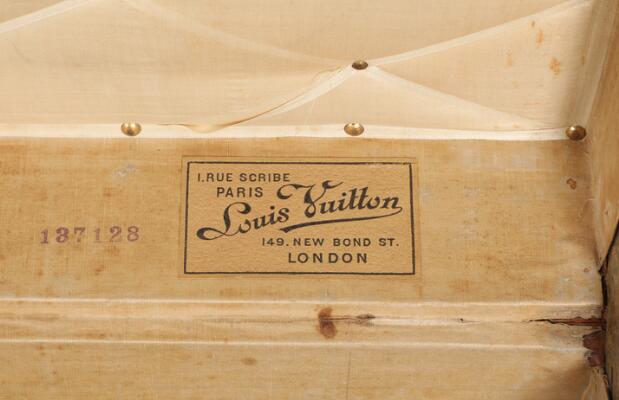 1. RUE SCRIBE
PARIS
Louis Vuitton
149. NEW BOND ST.
LONDON
137128